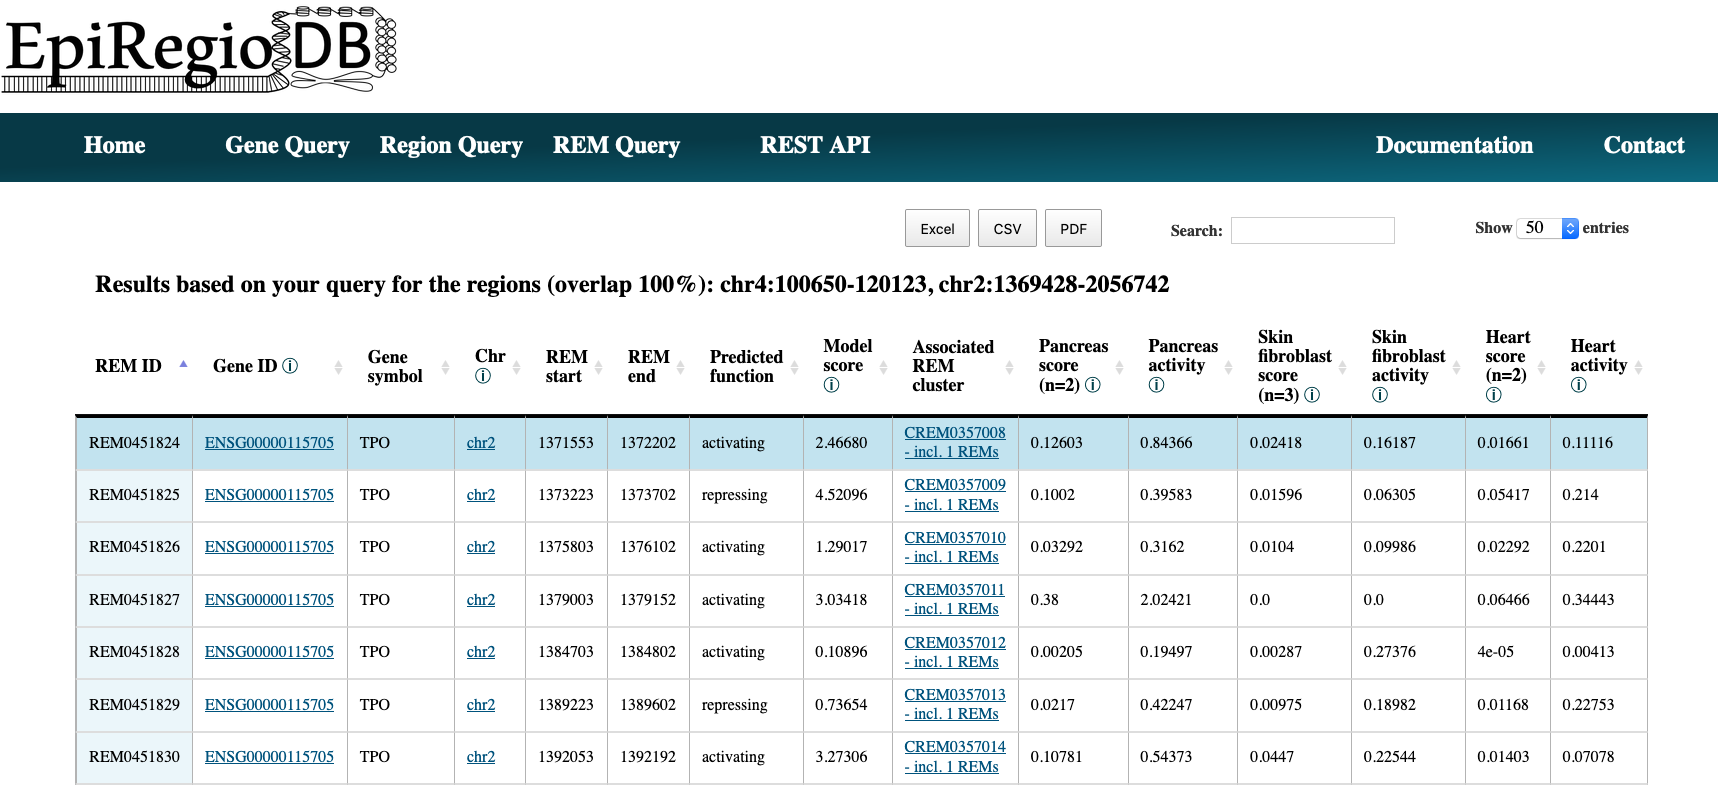 EpiRegio DB
Home Gene Query Region Query REM Query REST API Documentation Contact
Excel CSV PDF Search: Show 50 entries
Results based on your query for the regions (overlap 100%): chr4:100650-120123, chr2:1369428-2056742
REM ID Gene ID ⓘ Gene symbol Chr ⓘ REM start REM end Predicted function Model score ⓘ Associated REM cluster Pancreas score (n=2) ⓘ Pancreas activity ⓘ Skin fibroblast score (n=3) ⓘ Skin fibroblast activity ⓘ Heart score (n=2) ⓘ Heart activity ⓘ
REM0451824 ENSG00000115705 TPO chr2 1371553 1372202 activating 2.46680 CREM0357008 - incl. 1 REMs 0.12603 0.84366 0.02418 0.16187 0.01661 0.11116
REM0451825 ENSG00000115705 TPO chr2 1373223 1373702 repressing 4.52096 CREM0357009 - incl. 1 REMs 0.1002 0.39583 0.01596 0.06305 0.05417 0.214
REM0451826 ENSG00000115705 TPO chr2 1375803 1376102 activating 1.29017 CREM0357010 - incl. 1 REMs 0.03292 0.3162 0.0104 0.09986 0.02292 0.2201
REM0451827 ENSG00000115705 TPO chr2 1379003 1379152 activating 3.03418 CREM0357011 - incl. 1 REMs 0.38 2.02421 0.0 0.0 0.06466 0.34443
REM0451828 ENSG00000115705 TPO chr2 1384703 1384802 activating 0.10896 CREM0357012 - incl. 1 REMs 0.00205 0.19497 0.00287 0.27376 4e-05 0.00413
REM0451829 ENSG00000115705 TPO chr2 1389223 1389602 repressing 0.73654 CREM0357013 - incl. 1 REMs 0.0217 0.42247 0.00975 0.18982 0.01168 0.22753
REM0451830 ENSG00000115705 TPO chr2 1392053 1392192 activating 3.27306 CREM0357014 - incl. 1 REMs 0.10781 0.54373 0.0447 0.22544 0.01403 0.07078